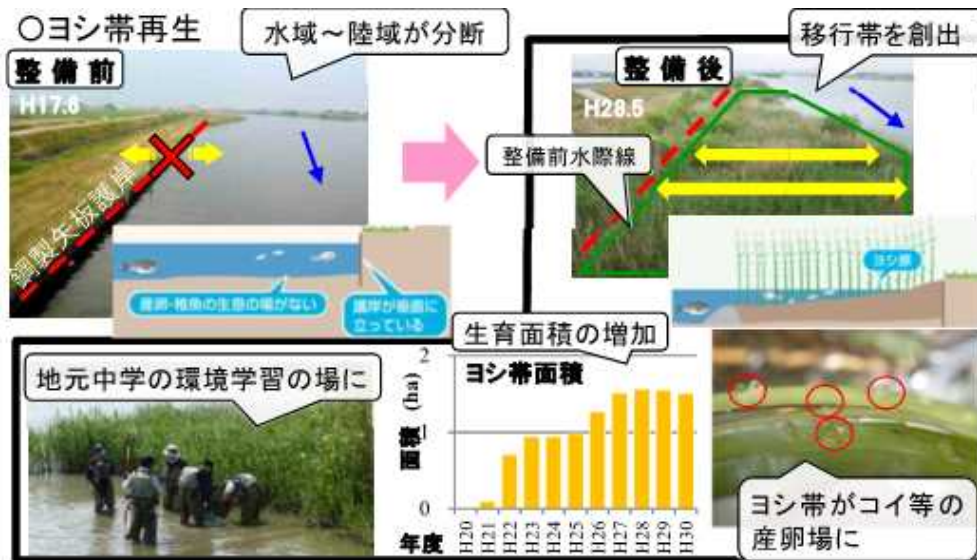 ○ヨシ帯再生
水域～陸域が分断
移行帯を創出
整備前
H17.6
整備後
H28.5
整備前水際線
鋼製矢板護岸
産卵・稚魚の生息の場がない
護岸が垂直に
立っている
ヨシ原
生育面積の増加
地元中学の環境学習の場に
ヨシ帯面積
面積 (ha)
2
1
0
年度
H20
H21
H22
H23
H24
H25
H26
H27
H28
H29
H30
ヨシ帯がコイ等の
産卵場に